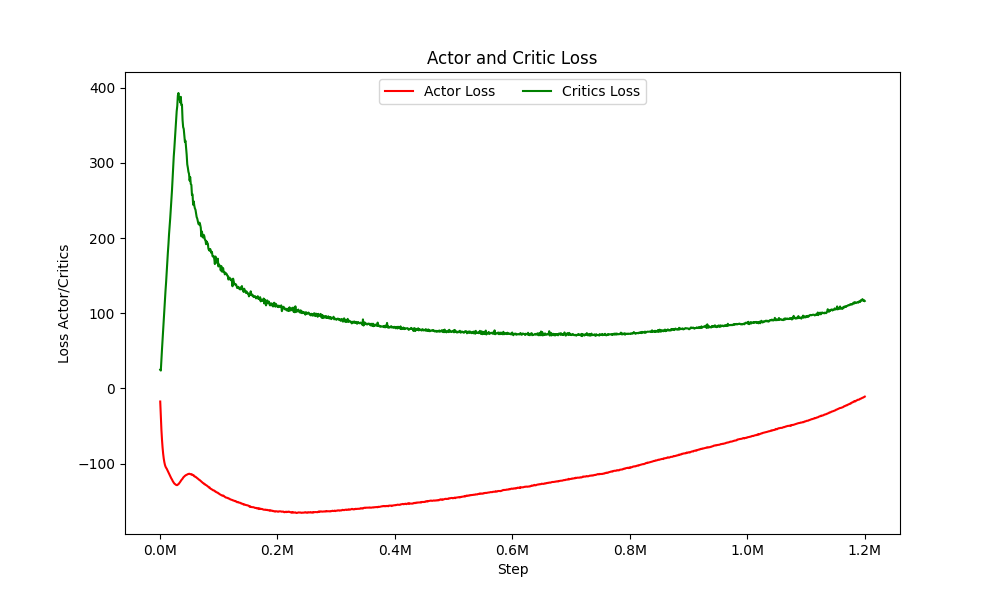 Actor and Critic Loss
Actor Loss
Critics Loss
Loss Actor/Critics
400
300
200
100
0
−100
0.0M
0.2M
0.4M
0.6M
0.8M
1.0M
1.2M
Step